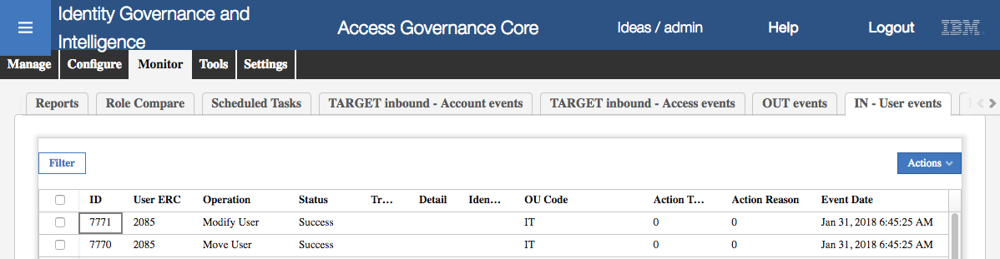 Identity Governance and
Intelligence
Access Governance Core
Ideas / admin
Help
Logout
IBM
Manage Configure Monitor Tools Settings
Reports Role Compare Scheduled Tasks TARGET inbound - Account events TARGET inbound - Access events OUT events IN - User events
Filter
Actions
ID User ERC Operation Status Tr... Detail Iden... OU Code Action T... Action Reason Event Date
7771 2085 Modify User Success IT 0 0 Jan 31, 2018 6:45:25 AM
7770 2085 Move User Success IT 0 0 Jan 31, 2018 6:45:25 AM